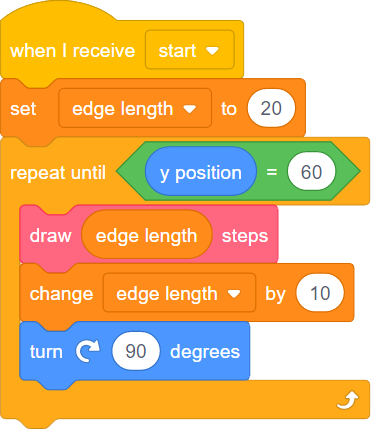 when I receive start
set edge length to 20
repeat until y position = 60
draw edge length steps
change edge length by 10
turn 90 degrees